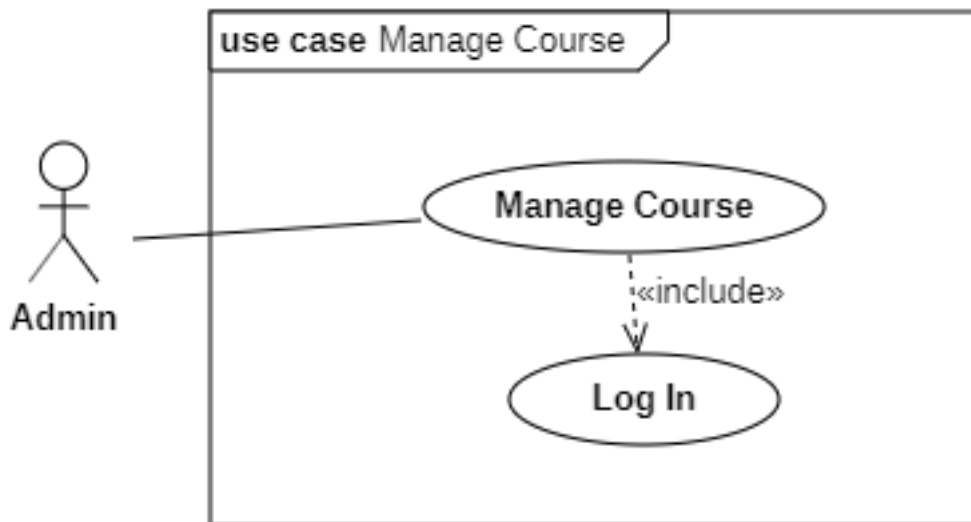 use case Manage Course
Manage Course
«include»
Admin
Log In